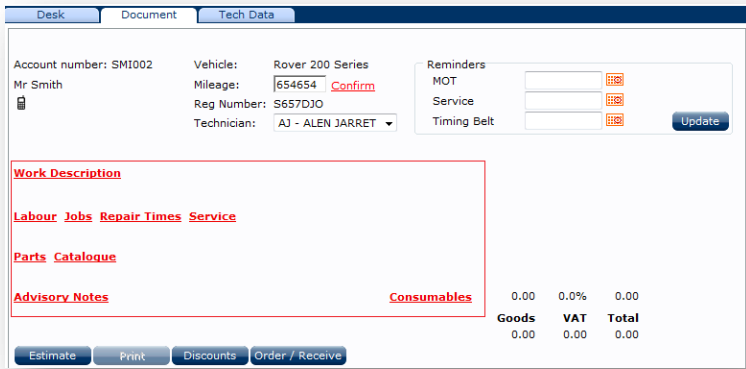 Desk Document Tech Data
Account number: SMI002 Vehicle: Rover 200 Series Reminders
Mr Smith Mileage: 654654 Confirm MOT
Reg Number: S657DJO Service
Technician: AJ - ALEN JARRET Timing Belt Update
Work Description
Labour Jobs Repair Times Service
Parts Catalogue
Advisory Notes Consumables 0.00 0.0% 0.00
Goods VAT Total
0.00 0.00 0.00
Estimate Print Discounts Order / Receive